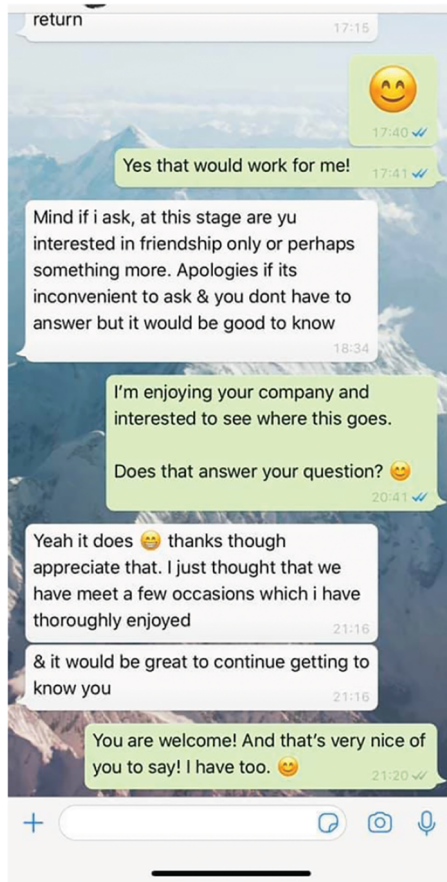 return
17:15
17:40
Yes that would work for me!
17:41
Mind if i ask, at this stage are yu
interested in friendship only or perhaps
something more. Apologies if its
inconvenient to ask & you dont have to
answer but it would be good to know
18:34
I'm enjoying your company and
interested to see where this goes.
Does that answer your question? 😊
20:41
Yeah it does 😁 thanks though
appreciate that. I just thought that we
have meet a few occasions which i have
thoroughly enjoyed
21:16
& it would be great to continue getting to
know you
21:16
You are welcome! And that's very nice of
you to say! I have too. 😊
21:20